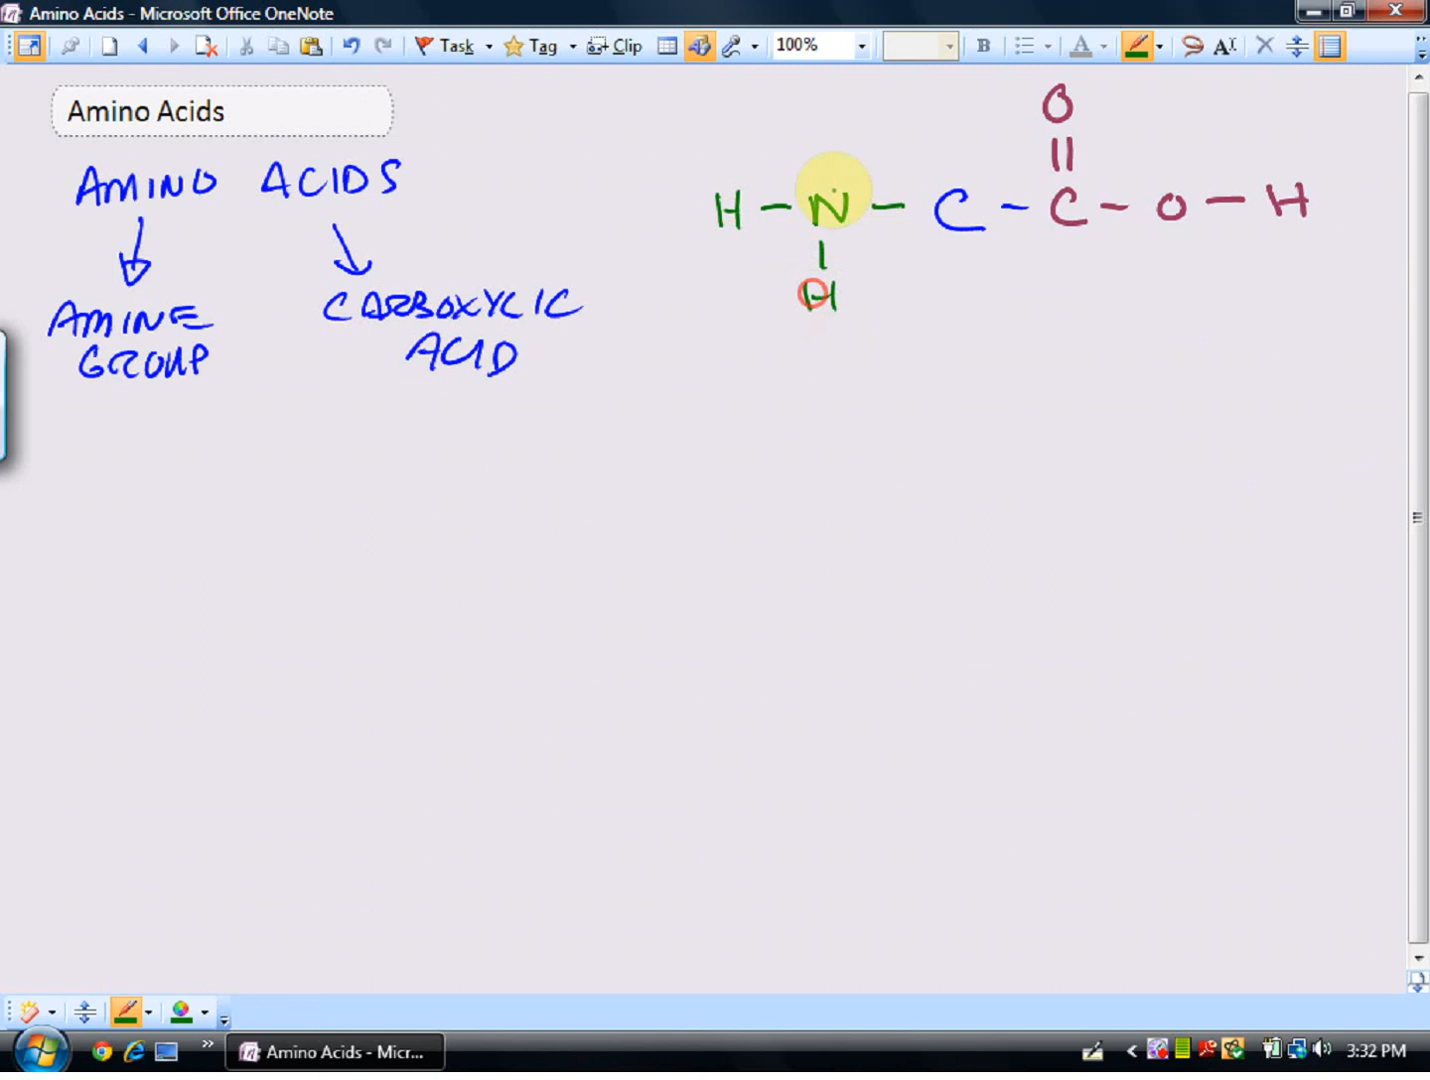 Amino Acids - Microsoft Office OneNote
Task Tag Clip 100% B A
Amino Acids
AMINO ACIDS
AMINE
GROUP
CARBOXYCIC
ACID
O
||
H - N - C - C - O - H
|
H
Amino Acids - Micr...
3:32 PM